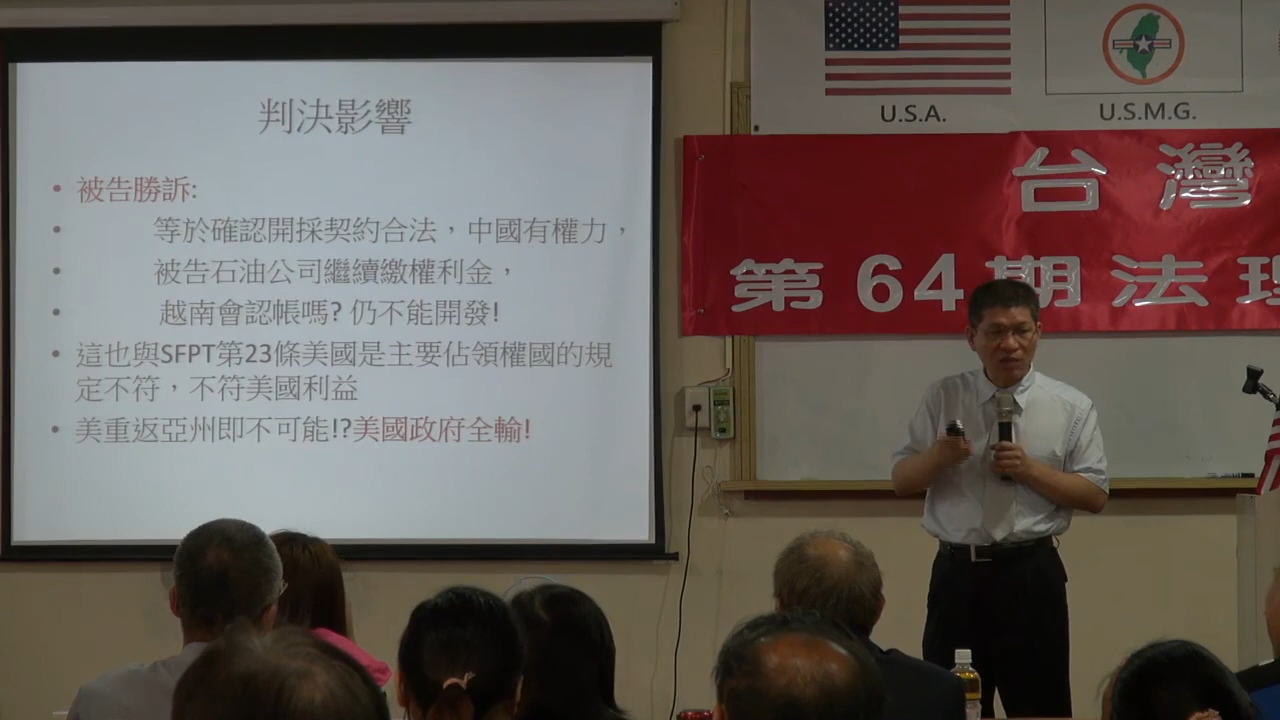 判決影響
• 被告勝訴:
• 等於確認開採契約合法，中國有權力，
• 被告石油公司繼續繳權利金，
• 越南會認帳嗎? 仍不能開發!
• 這也與SFPT第23條美國是主要佔領權國的規
定不符，不符美國利益
• 美重返亞州即不可能!?美國政府全輸!
U.S.A.
U.S.M.G.
台灣
第64期法理